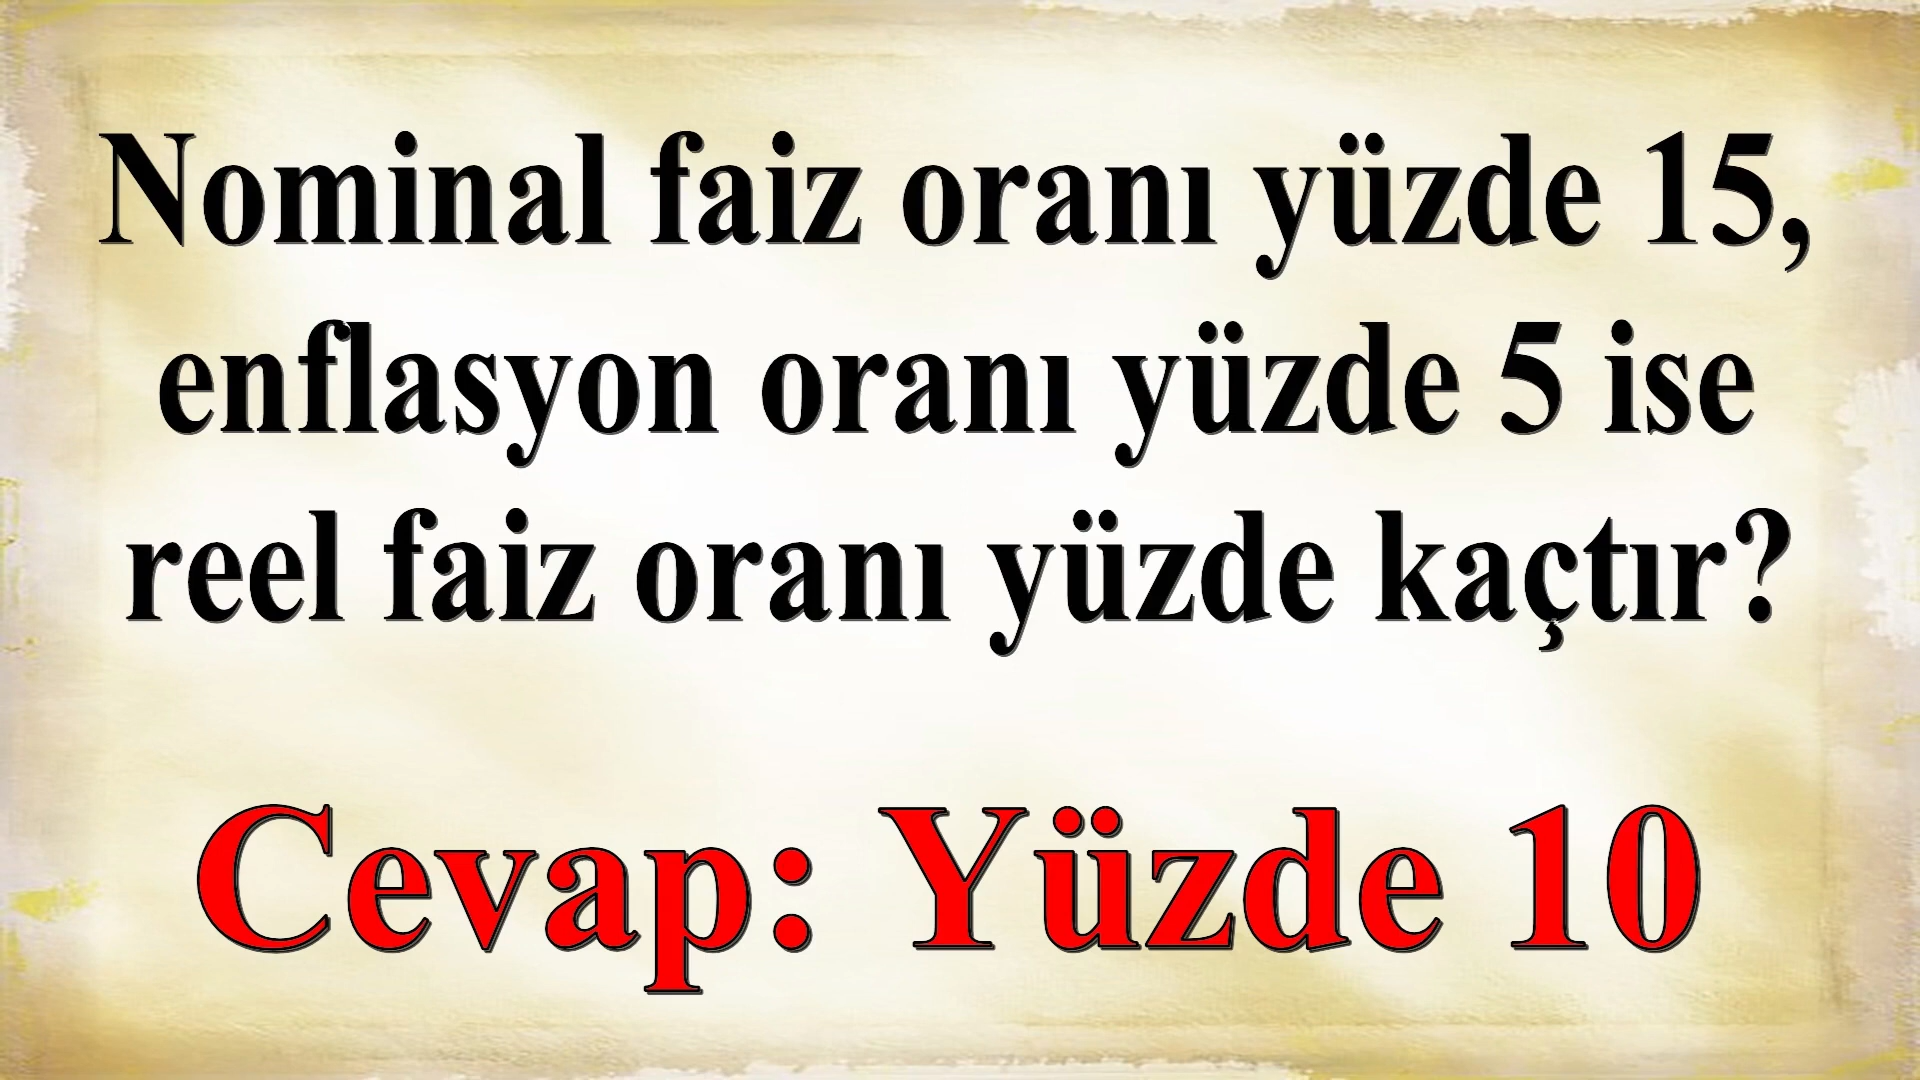 Nominal faiz oranı yüzde 15,
enflasyon oranı yüzde 5 ise
reel faiz oranı yüzde kaçtır?
Cevap: Yüzde 10